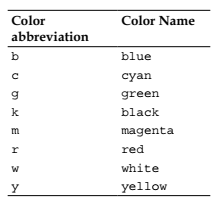 Color Color Name
abbreviation
b blue
c cyan
g green
k black
m magenta
r red
w white
y yellow